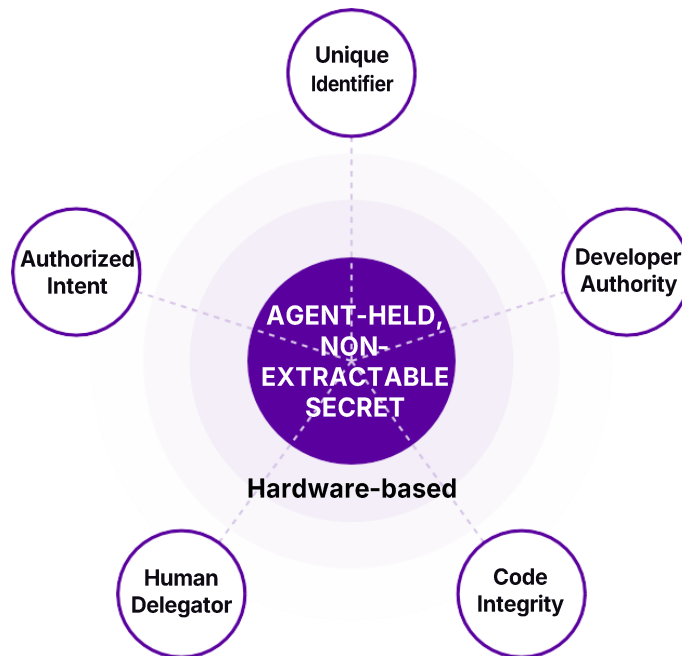 Unique
Identifier
Authorized
Intent
Developer
Authority
AGENT-HELD,
NON-
EXTRACTABLE
SECRET
Hardware-based
Human
Delegator
Code
Integrity